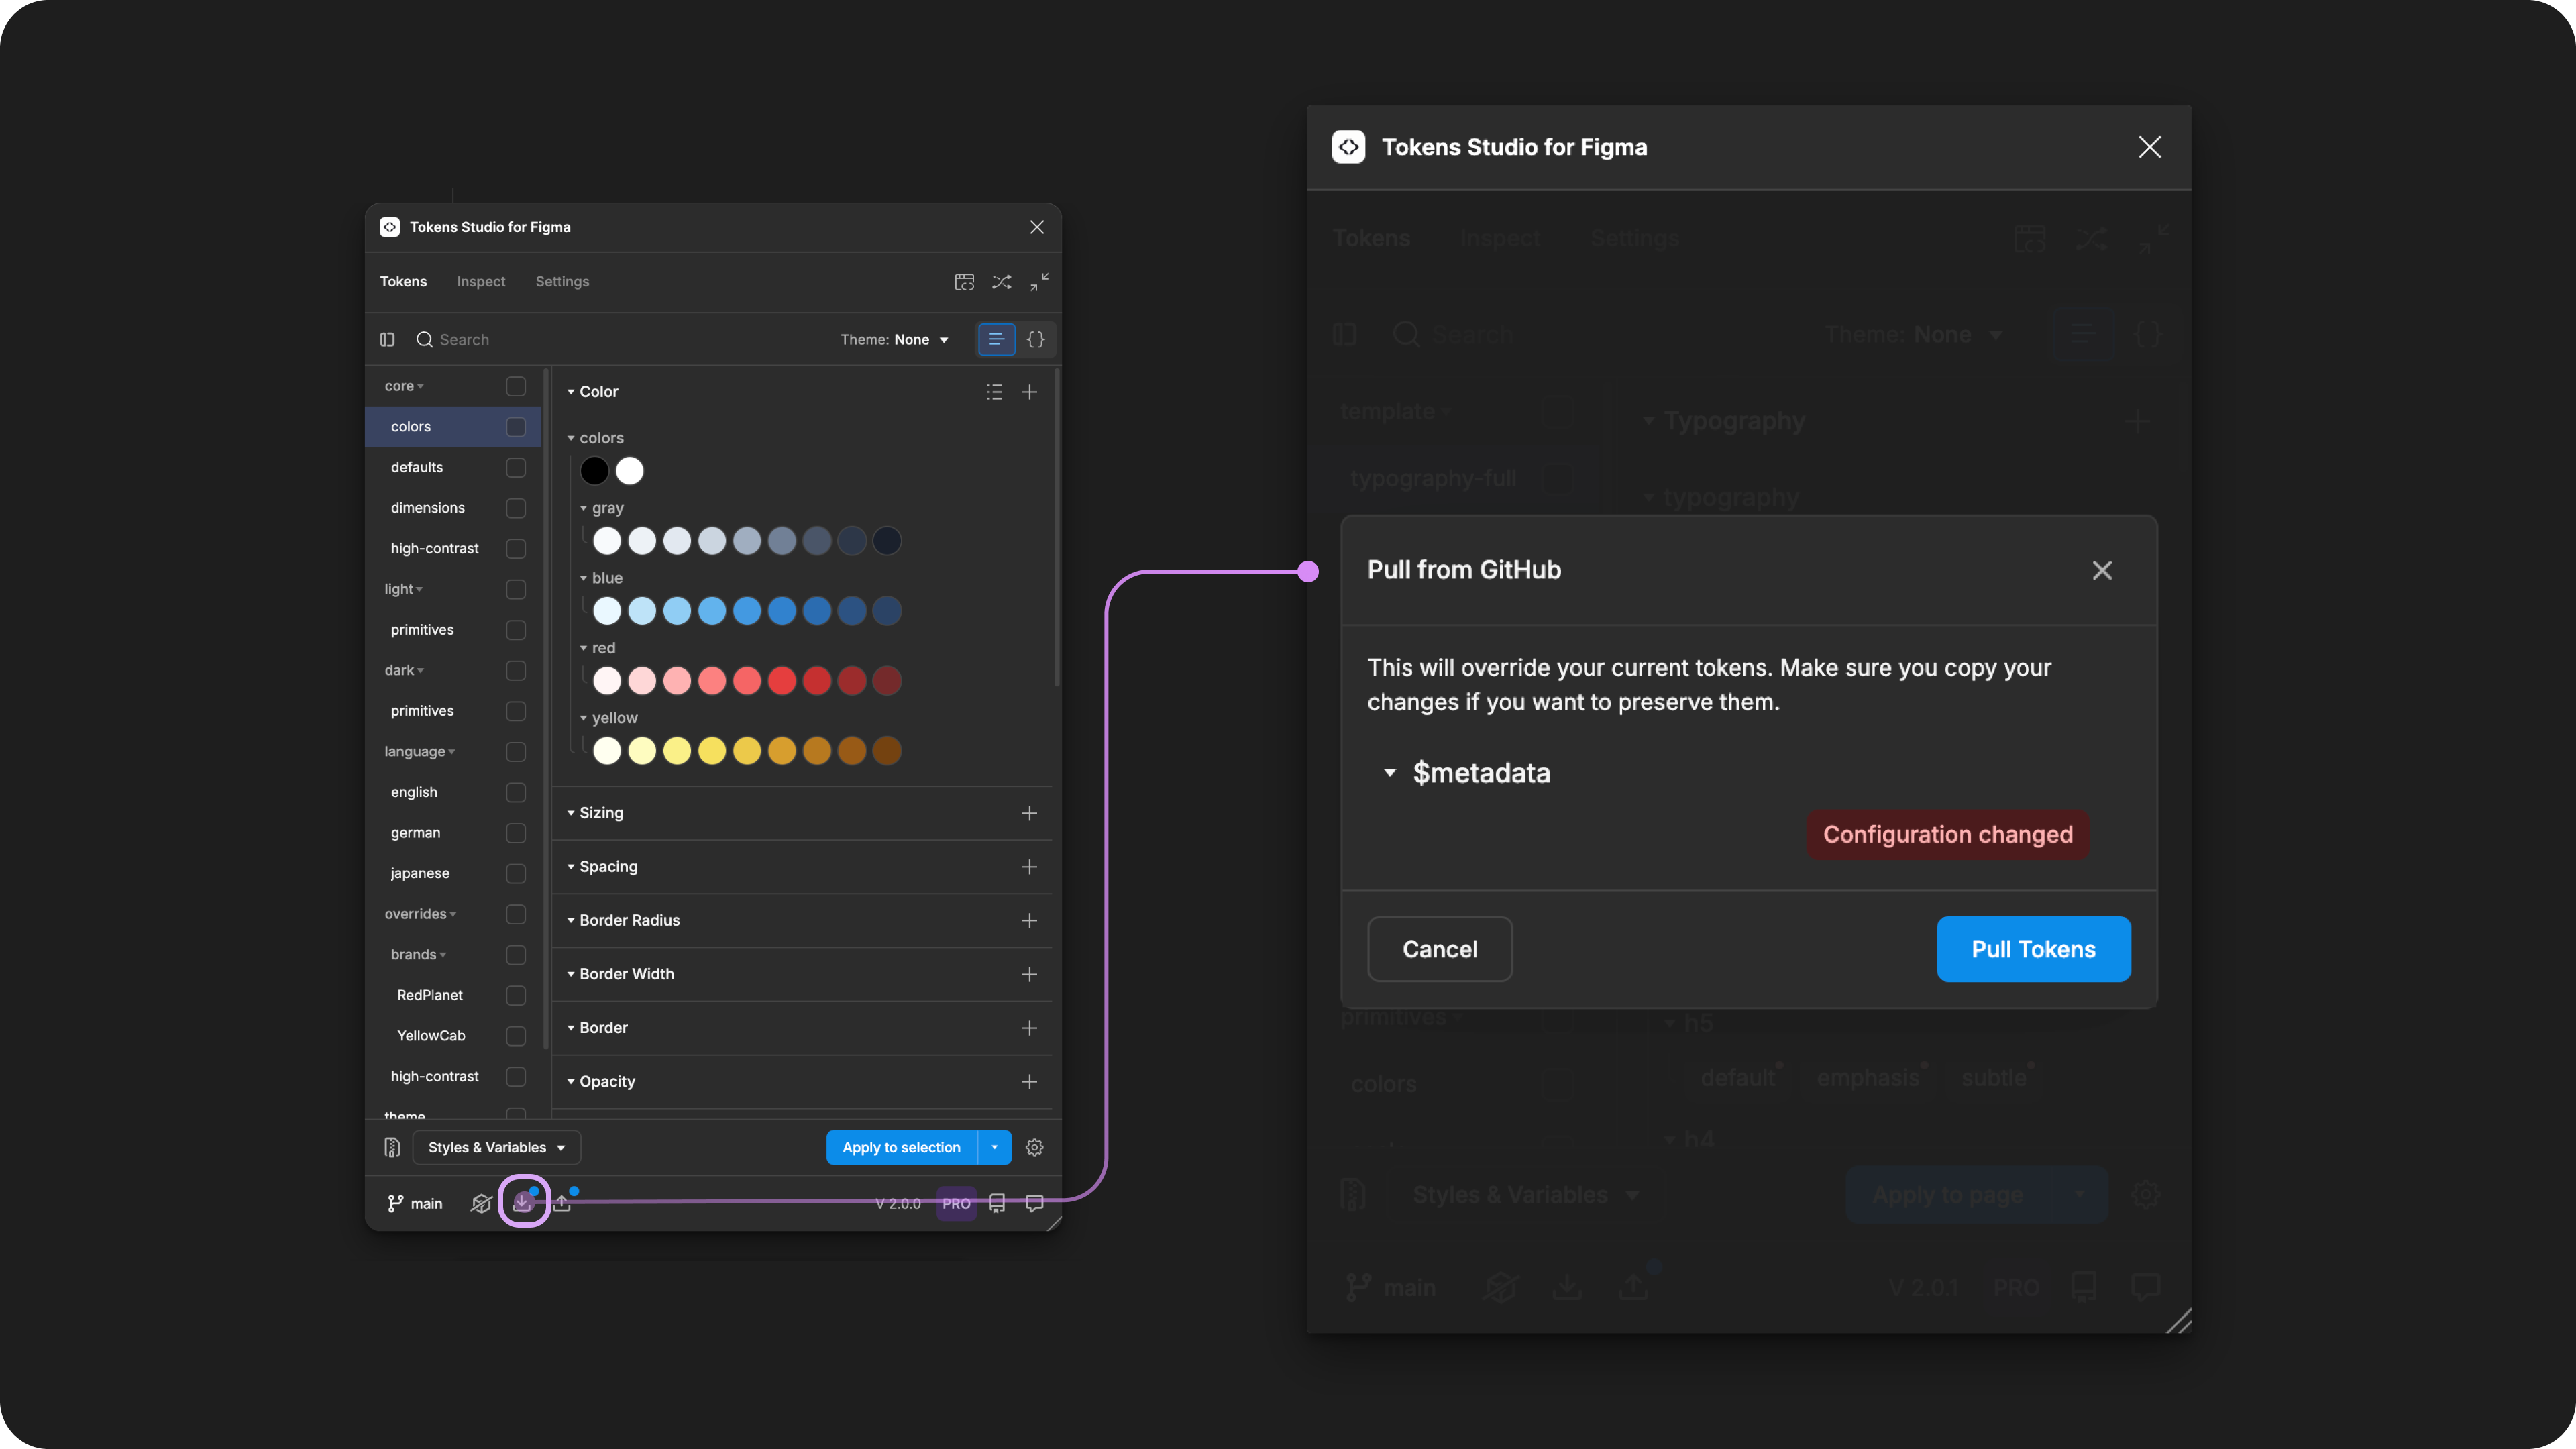 Tokens Studio for Figma
Tokens Inspect Settings
Search Theme: None
core
colors
defaults
dimensions
high-contrast
light
primitives
dark
primitives
language
english
german
japanese
overrides
brands
RedPlanet
YellowCab
high-contrast
theme
Color
colors
gray
blue
red
yellow
Sizing
Spacing
Border Radius
Border Width
Border
Opacity
Styles & Variables Apply to selection
main V 2.0.0 PRO
Tokens Studio for Figma
Tokens Inspect Settings
Search Theme: None {}
template
typography-full
Typography
typography
Pull from GitHub
This will override your current tokens. Make sure you copy your
changes if you want to preserve them.
$metadata
Configuration changed
Cancel Pull Tokens
primitives
colors
h5
default emphasis subtle
h4
Styles & Variables Apply to page
main V 2.0.1 PRO